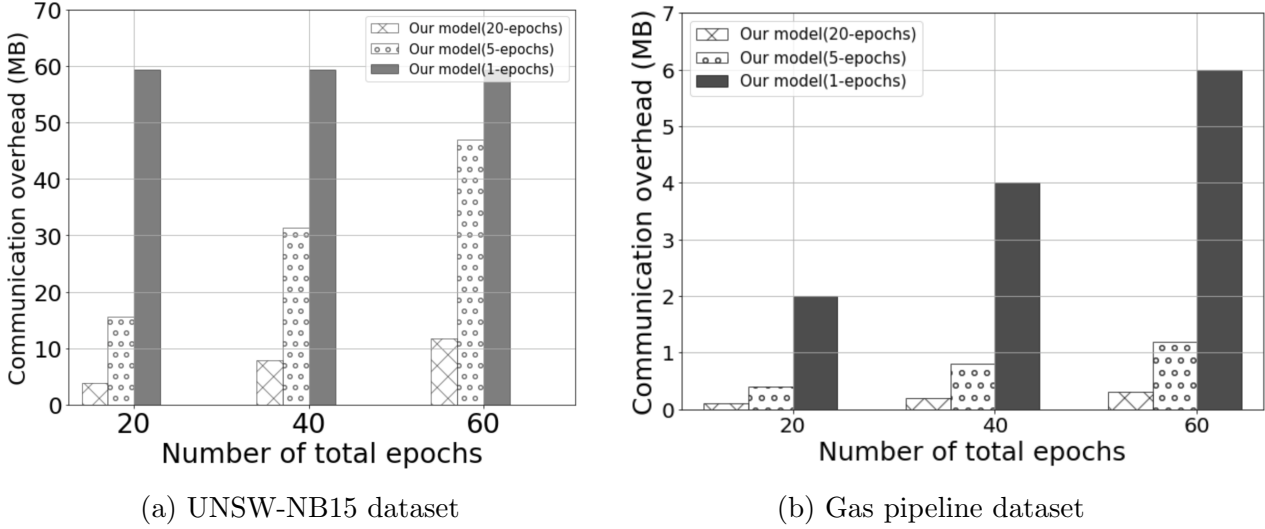 Communication overhead (MB)
70
60
50
40
30
20
10
0
Our model(20-epochs)
Our model(5-epochs)
Our model(1-epochs)
20
40
60
Number of total epochs
(a) UNSW-NB15 dataset
Communication overhead (MB)
7
6
5
4
3
2
1
0
Our model(20-epochs)
Our model(5-epochs)
Our model(1-epochs)
20
40
60
Number of total epochs
(b) Gas pipeline dataset